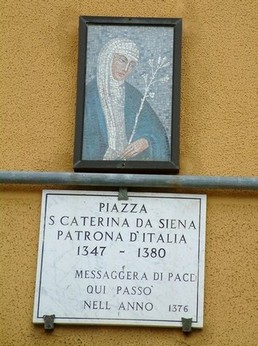 PIAZZA
S CATERINA DA SIENA
PATRONA D'ITALIA
1347 - 1380
MESSAGGERA DI PACE
QUI PASSO'
NELL ANNO 1376